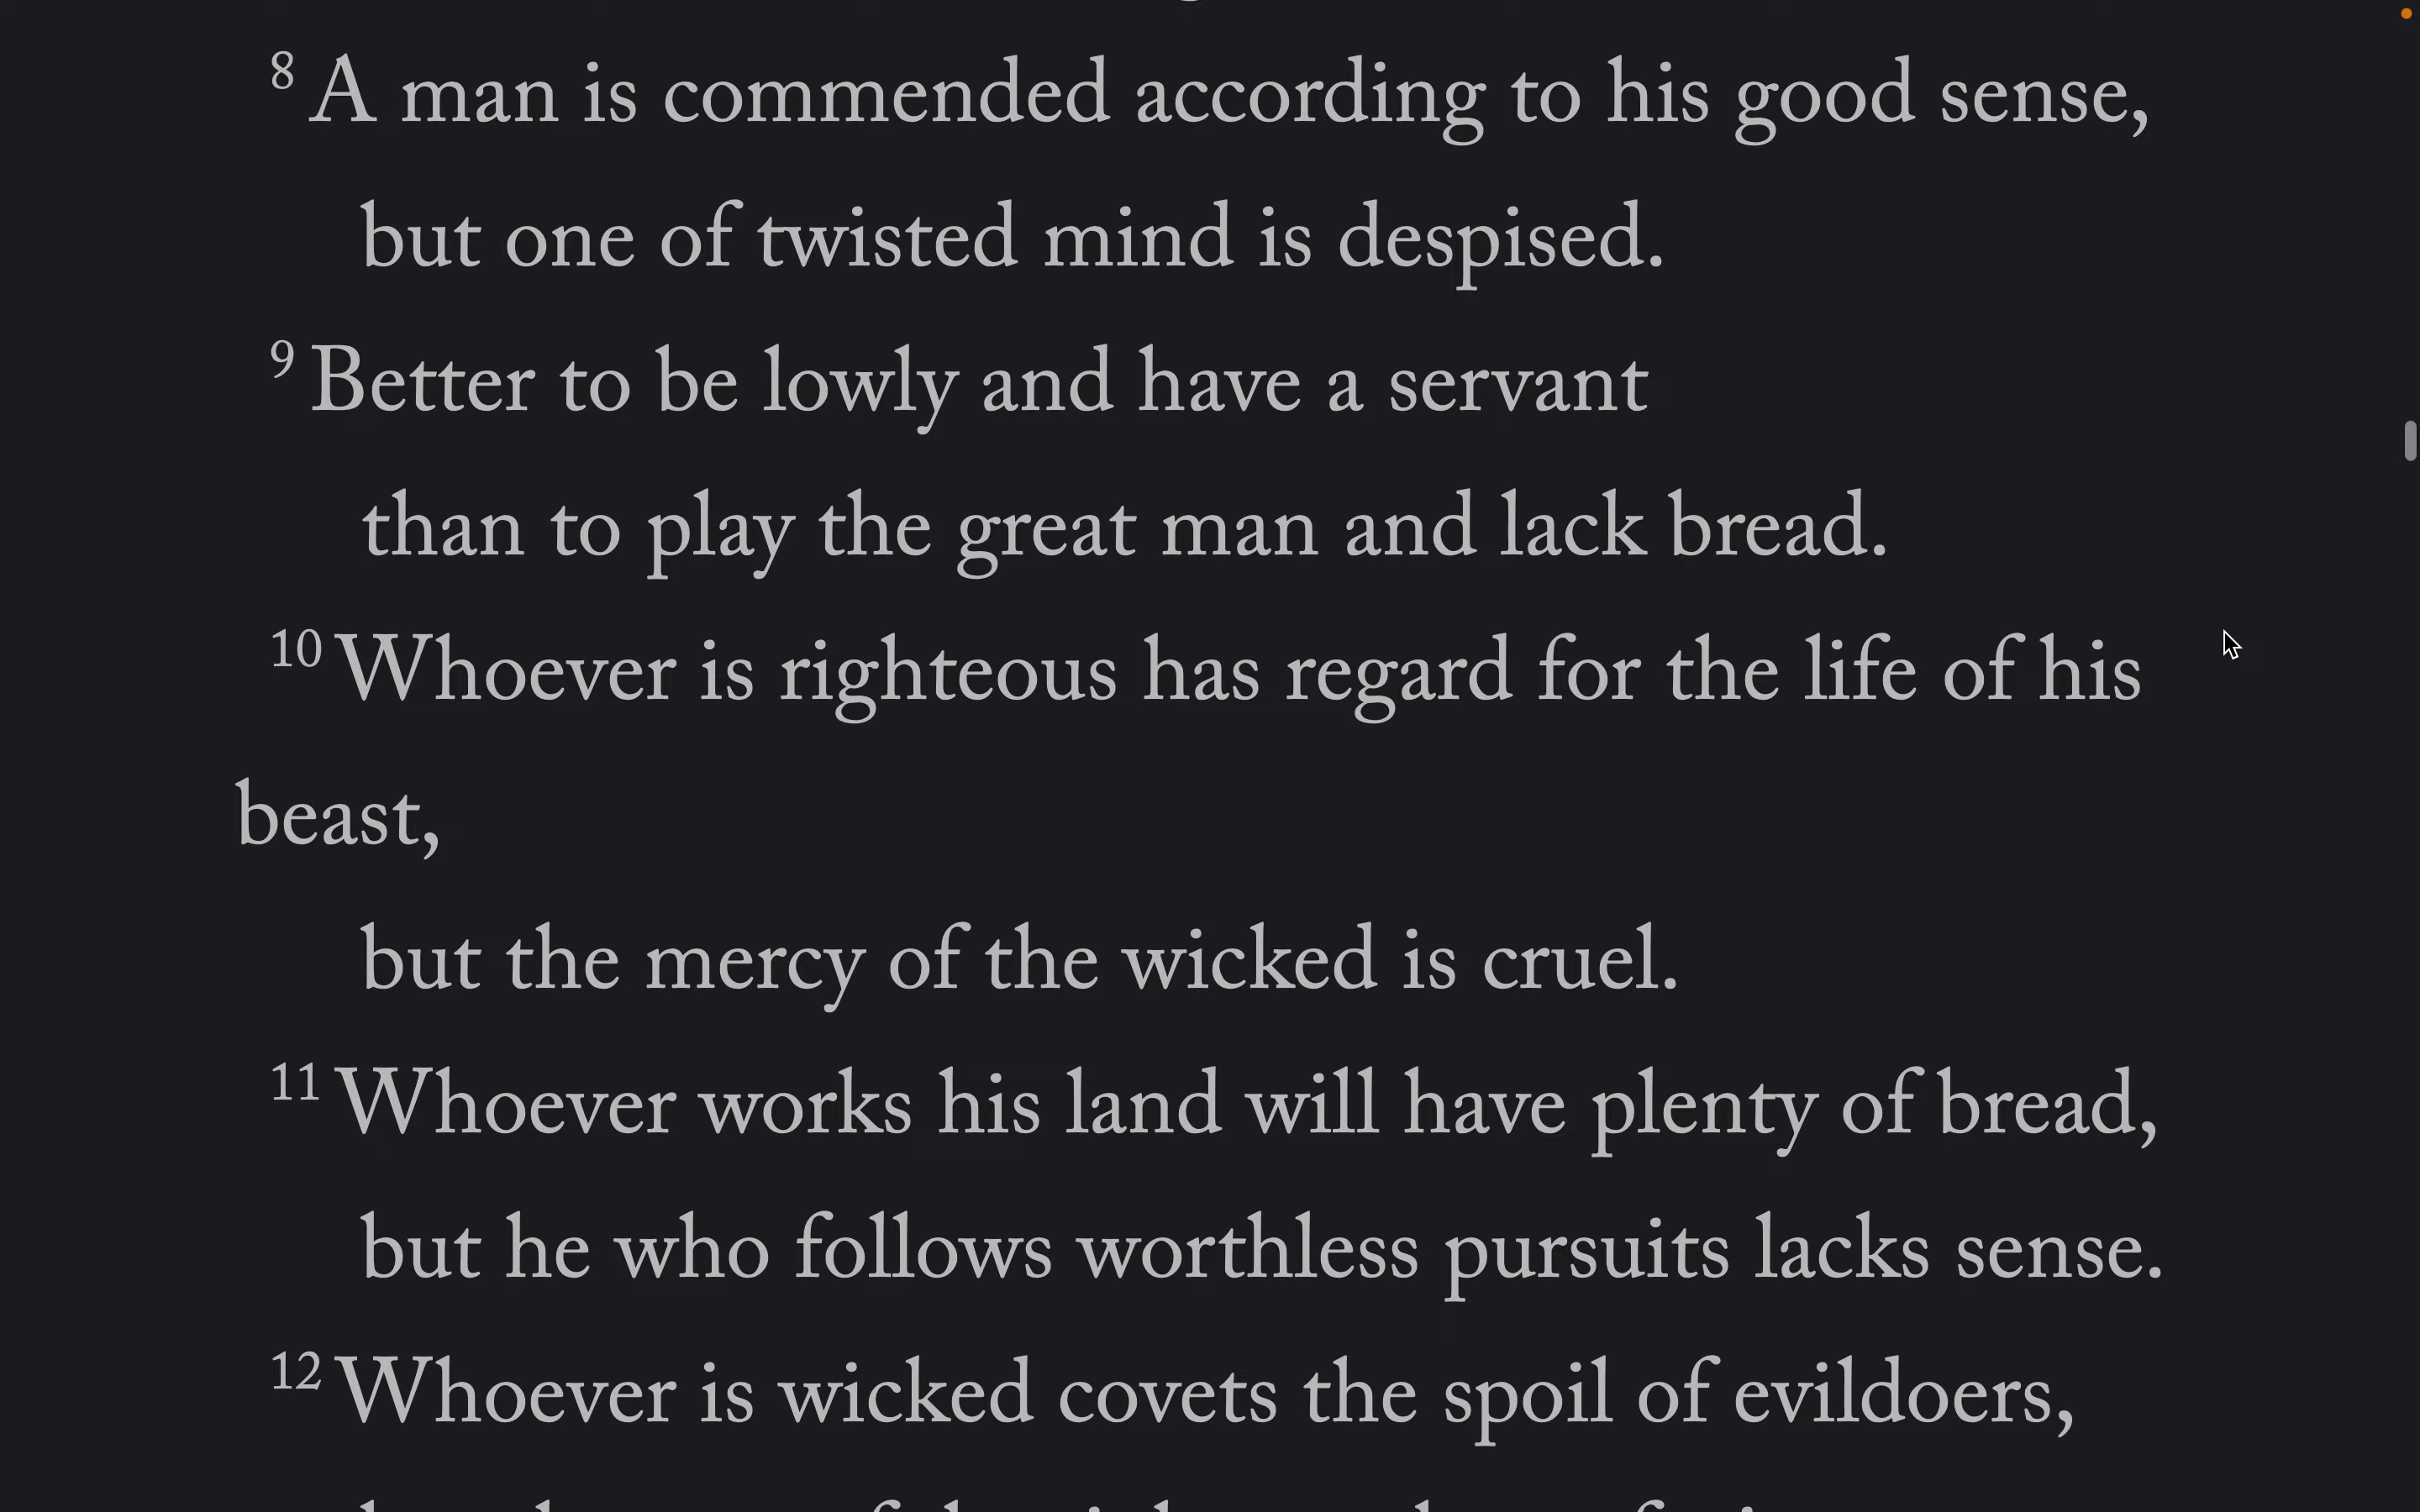 8 A man is commended according to his good sense,
but one of twisted mind is despised.
9 Better to be lowly and have a servant
than to play the great man and lack bread.
10 Whoever is righteous has regard for the life of his
beast,
but the mercy of the wicked is cruel.
11 Whoever works his land will have plenty of bread,
but he who follows worthless pursuits lacks sense.
12 Whoever is wicked covets the spoil of evildoers,